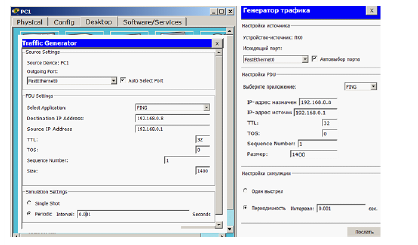 PC1
Physical Config Desktop Software/Services
Traffic Generator
Source Settings
Source Device: PC1
Outgoing Port:
FastEthernet0
Auto Select Port
PDU Settings
Select Application: PING
Destination IP Address: 192.168.0.8
Source IP Address: 192.168.0.1
TTL: 32
TOS: 0
Sequence Number: 1
Size: 1400
Simulation Settings
Single Shot
Periodic Interval: 0.001 Seconds
Генератор трафика
Настройки источника
Устройство-источник:
Исходящий порт:
FastEthernet0
Автовыбор порта
Настройки PDU
Выберите приложение: PING
IP-адрес назначен 192.168.0.8
IP-адрес источник 192.168.0.1
TTL: 32
TOS: 0
Sequence Number: 1
Размер: 1400
Настройки симуляции
Один выстрел
Периодичность Интервал: 0.001 сек.
Послать